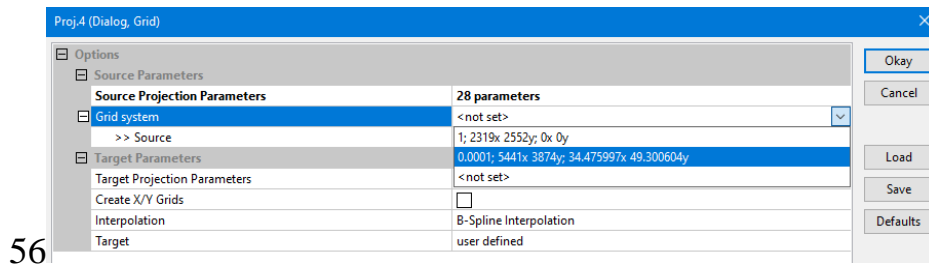 Proj.4 (Dialog, Grid)
Options
Source Parameters
Source Projection Parameters 28 parameters
Grid system <not set>
>> Source 1; 2319x 2552y; 0x 0y
Target Parameters 0.0001; 5441x 3874y; 34.475997x 49.300604y
Target Projection Parameters <not set>
Create X/Y Grids
Interpolation B-Spline Interpolation
Target user defined
Okay
Cancel
Load
Save
Defaults
56